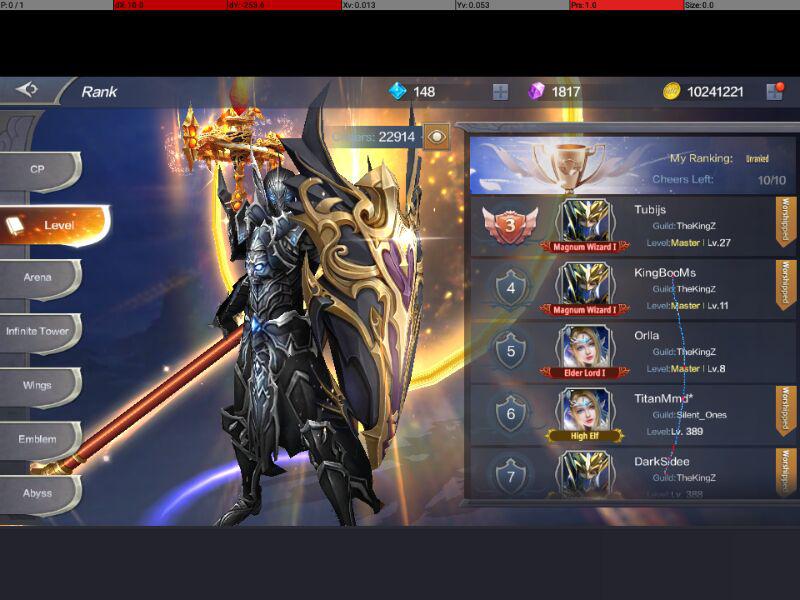 P: 0 / 1
dX: 10.0
dY: -253.6
Xv: 0.013
Yv: 0.053
Prs: 1.0
Size: 0.0
Rank
148
1817
10241221
Cheers: 22914
CP
Level
Arena
Infinite Tower
Wings
Emblem
Abyss
My Ranking: Unranked
Cheers Left: 10/10
3
Magnum Wizard I
Tubijs
Guild:TheKingZ
Level:Master | Lv.27
Worshipped
4
Magnum Wizard I
KingBooMs
Guild:TheKingZ
Level:Master | Lv.11
Worshipped
5
Elder Lord I
Orlla
Guild:TheKingZ
Level:Master | Lv.8
6
High Elf
TitanMmd*
Guild:Silent_Ones
Level:Lv. 389
Worshipped
7
DarkSidee
Guild:TheKingZ
Level:Lv. 388
Worshipped